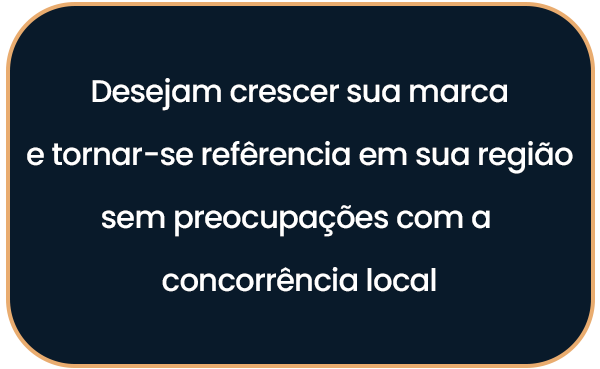 Desejam crescer sua marca
e tornar-se refêrencia em sua região
sem preocupações com a
concorrência local